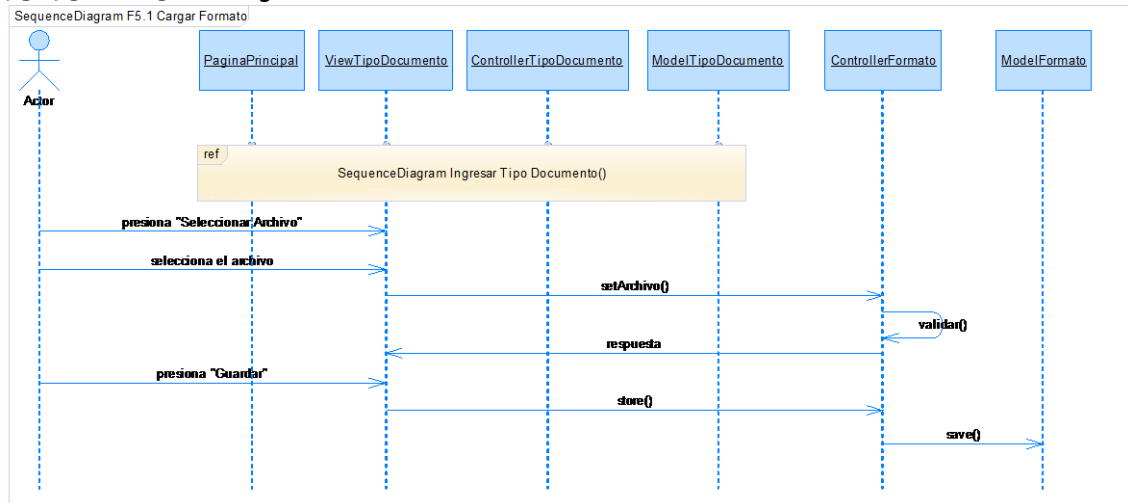 SequenceDiagram F5.1 Cargar Formato
Actor
PaginaPrincipal
ViewTipoDocumento
ControllerTipoDocumento
ModelTipoDocumento
ControllerFormato
ModelFormato
ref
SequenceDiagram Ingresar Tipo Documento()
presiona "Seleccionar Archivo"
selecciona el archivo
setArchivo()
validar()
respuesta
presiona "Guardar"
store()
save()